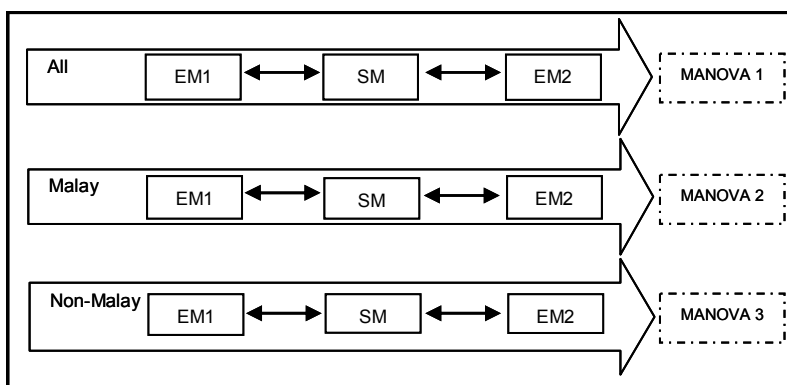 All
EM1 SM EM2 MANOVA 1
Malay
EM1 SM EM2 MANOVA 2
Non-Malay
EM1 SM EM2 MANOVA 3